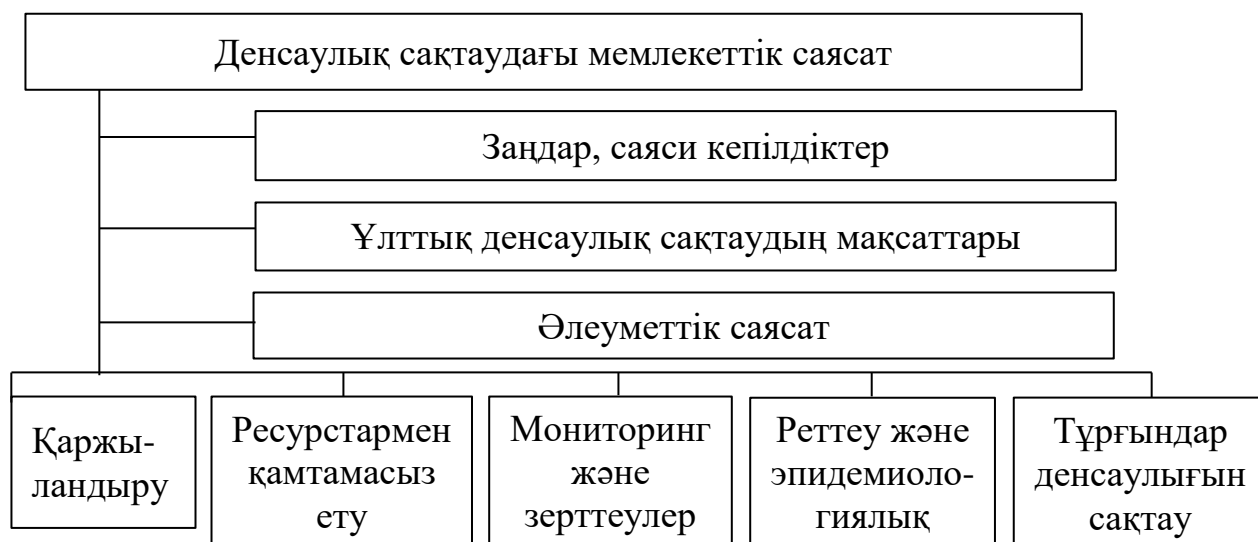 Денсаулық сақтаудағы мемлекеттік саясат
Заңдар, саяси кепілдіктер
Ұлттық денсаулық сақтаудың мақсаттары
Әлеуметтік саясат
Қаржы-
ландыру
Ресурстармен
қамтамасыз
ету
Мониторинг
және
зерттеулер
Реттеу және
эпидемиоло-
гиялық
Тұрғындар
денсаулығын
сақтау